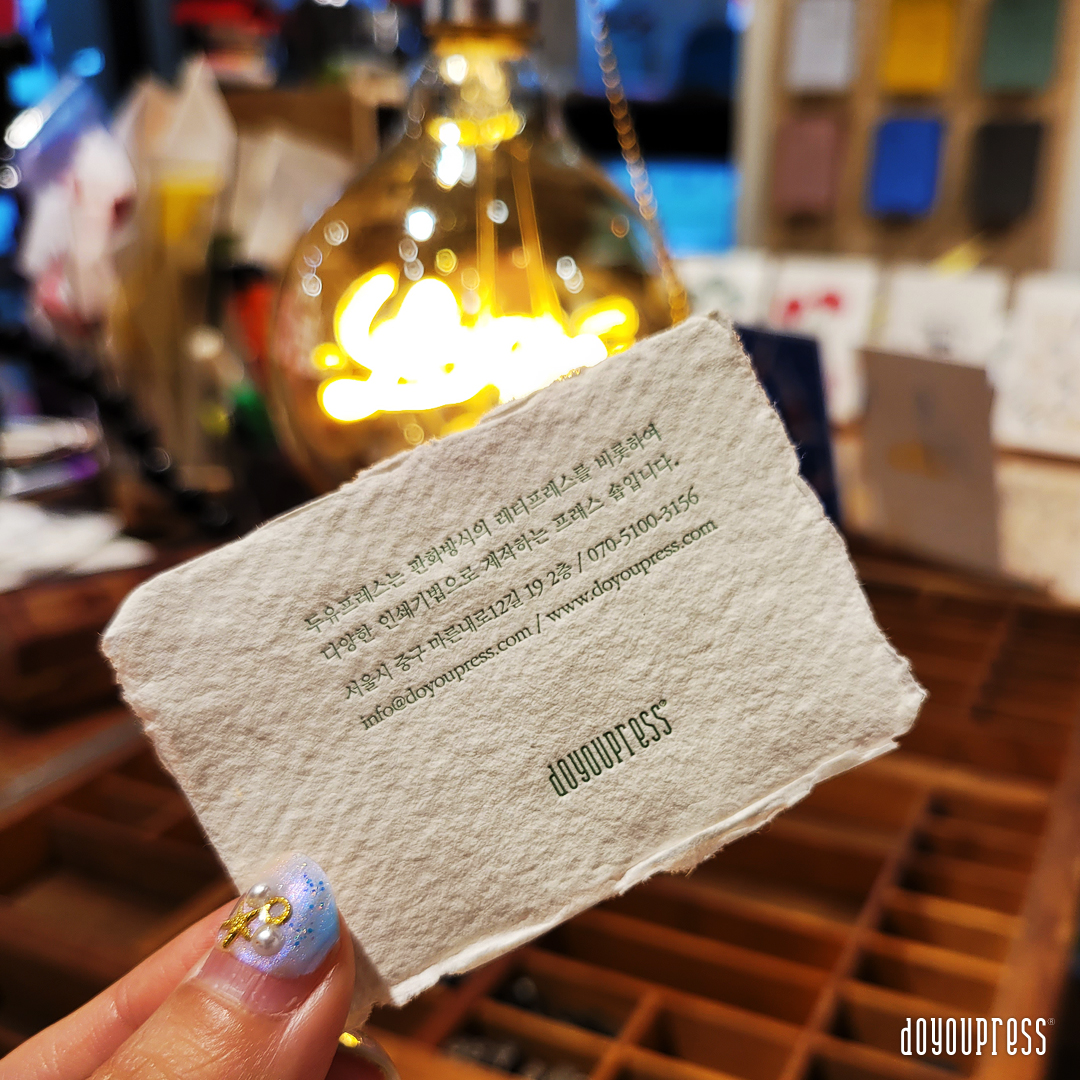 두유프레스는 판화방식의 레터프레스를 비롯하여
다양한 인쇄기법으로 제작하는 프레스 숍입니다.
서울시 중구 마른내로12길 19 2층 / 070-5100-3156
info@doyoupress.com / www.doyoupress.com
doyoupress®
doyoupress®